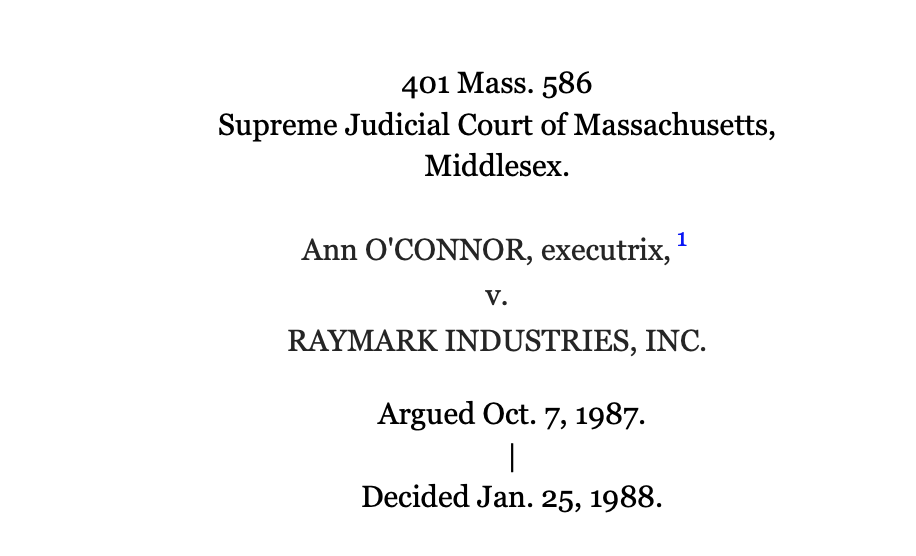 401 Mass. 586
Supreme Judicial Court of Massachusetts,
Middlesex.
Ann O'CONNOR, executrix, 1
v.
RAYMARK INDUSTRIES, INC.
Argued Oct. 7, 1987.
|
Decided Jan. 25, 1988.